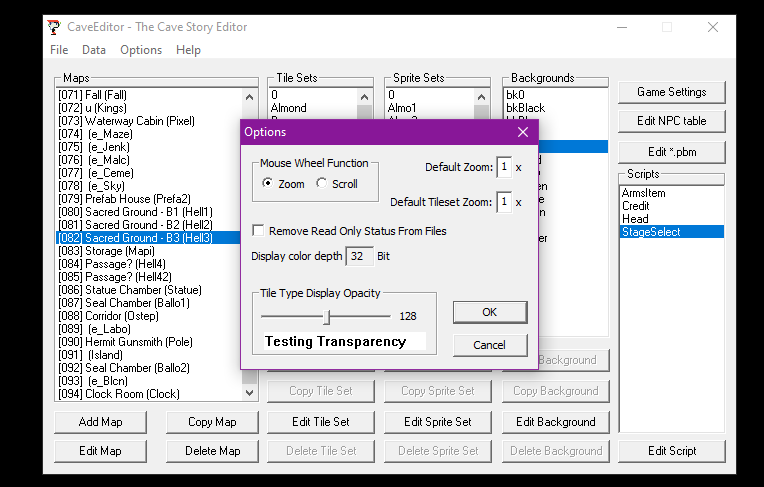 CaveEditor - The Cave Story Editor
File Data Options Help
Maps
[071] Fall (Fall)
[072] u (Kings)
[073] Waterway Cabin (Pixel)
[074] (e_Maze)
[075] (e_Jenk)
[076] (e_Malc)
[077] (e_Ceme)
[078] (e_Sky)
[079] Prefab House (Prefa2)
[080] Sacred Ground - B1 (Hell1)
[081] Sacred Ground - B2 (Hell2)
[082] Sacred Ground - B3 (Hell3)
[083] Storage (Mapi)
[084] Passage? (Hell4)
[085] Passage? (Hell42)
[086] Statue Chamber (Statue)
[087] Seal Chamber (Ballo1)
[088] Corridor (Ostep)
[089] (e_Labo)
[090] Hermit Gunsmith (Pole)
[091] (Island)
[092] Seal Chamber (Ballo2)
[093] (e_Blcn)
[094] Clock Room (Clock)
Add Map
Copy Map
Edit Map
Delete Map
Tile Sets
0
Almond
Copy Tile Set
Edit Tile Set
Delete Tile Set
Sprite Sets
0
Almo1
Copy Sprite Set
Edit Sprite Set
Delete Sprite Set
Backgrounds
bk0
bkBlack
Background
Copy Background
Edit Background
Delete Background
Game Settings
Edit NPC table
Edit *.pbm
Scripts
ArmsItem
Credit
Head
StageSelect
Edit Script
Options
Mouse Wheel Function
Zoom
Scroll
Default Zoom: 1 x
Default Tileset Zoom: 1 x
Remove Read Only Status From Files
Display color depth 32 Bit
Tile Type Display Opacity
128
Testing Transparency
OK
Cancel